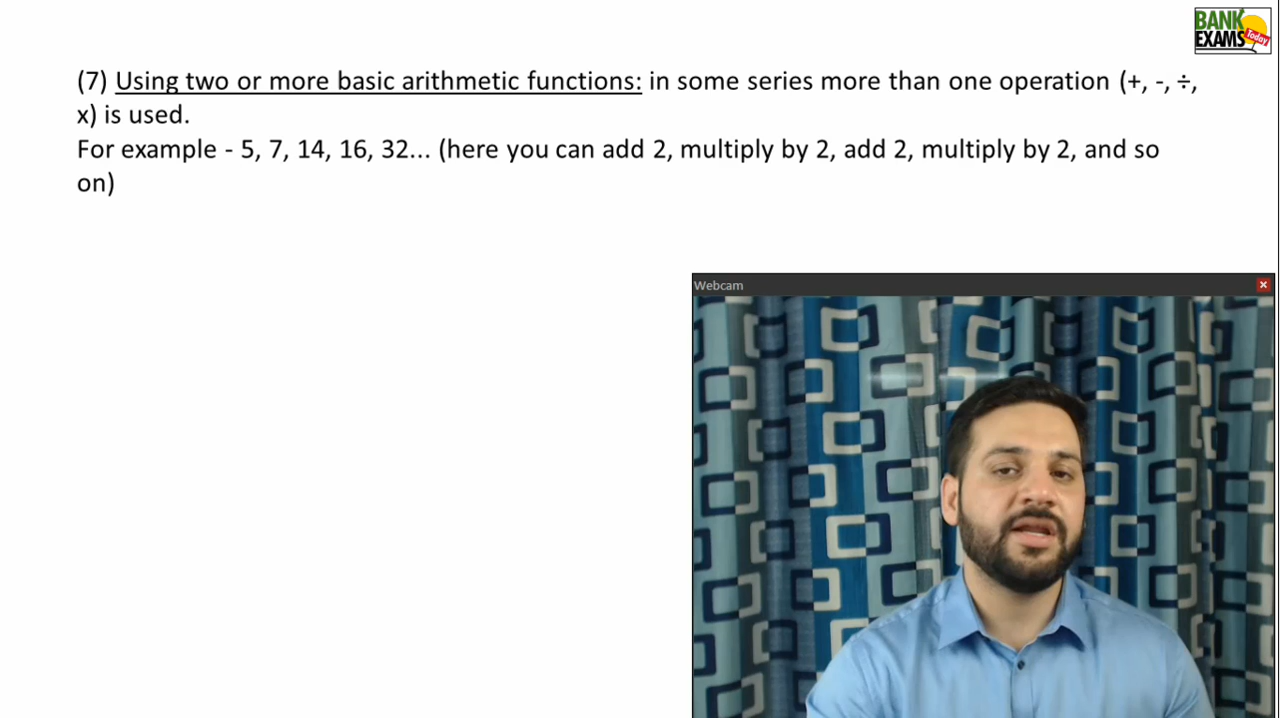 BANK
EXAMS Today
(7) Using two or more basic arithmetic functions: in some series more than one operation (+, -, ÷,
x) is used.
For example - 5, 7, 14, 16, 32... (here you can add 2, multiply by 2, add 2, multiply by 2, and so
on)
Webcam